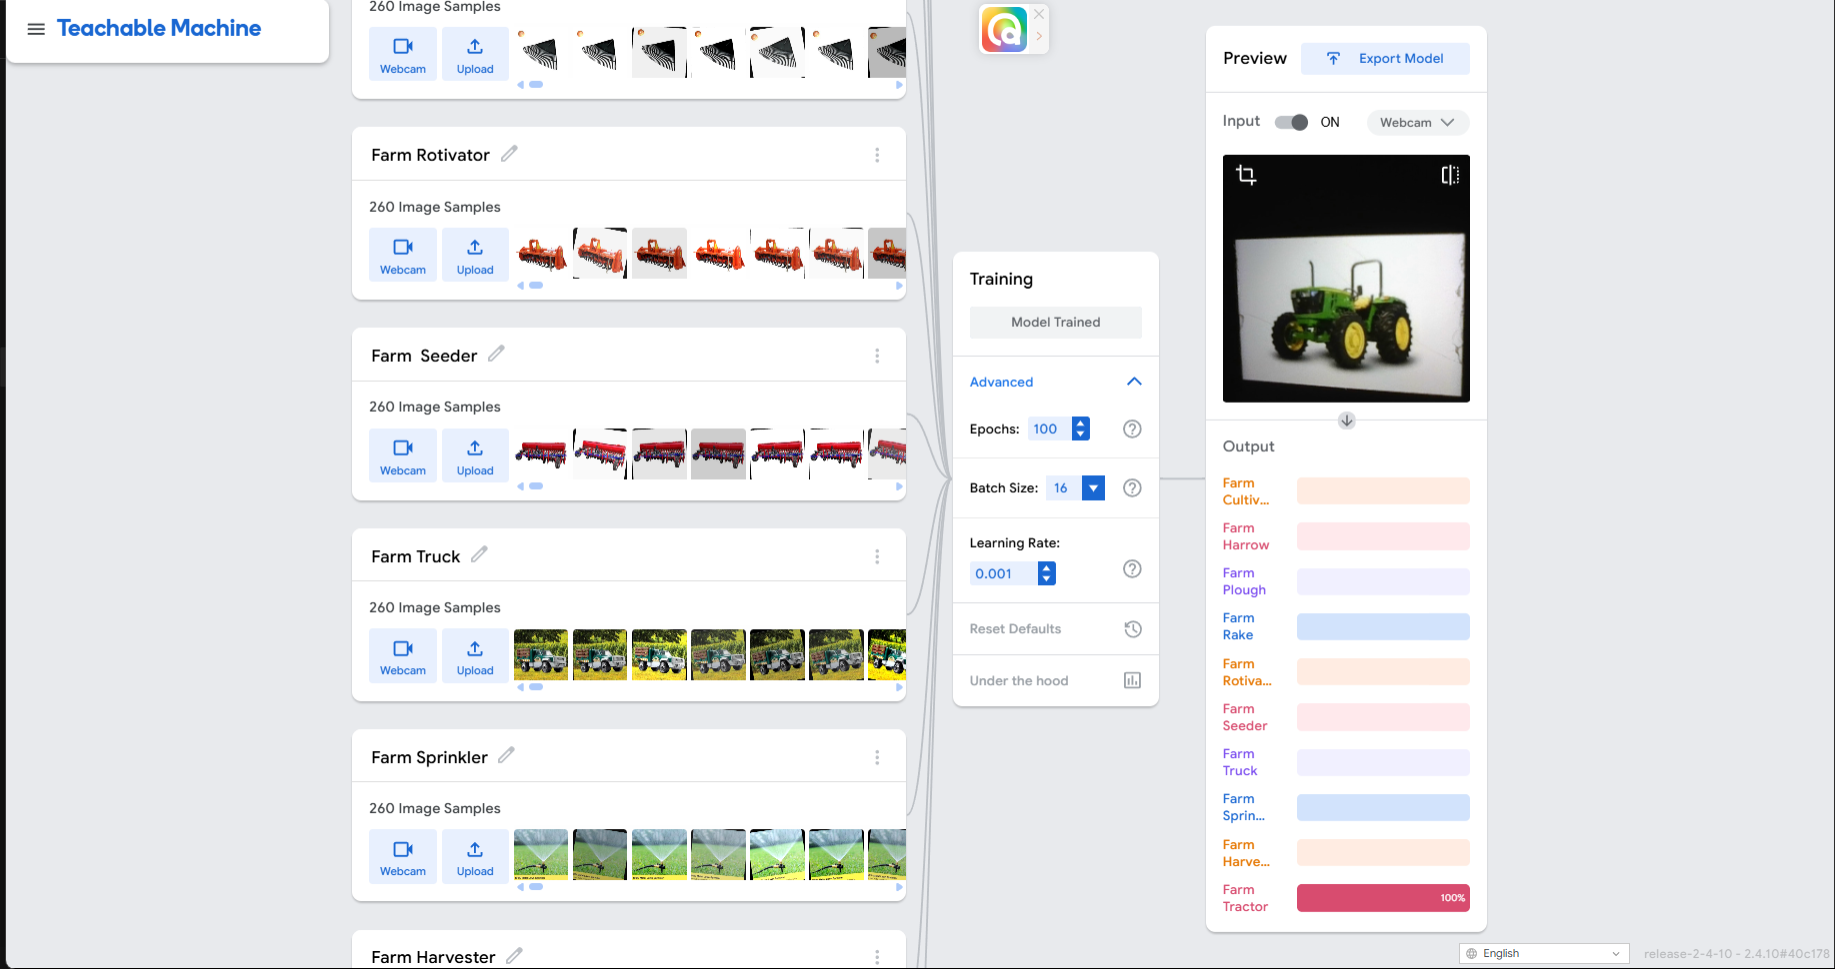 Teachable Machine
260 Image Samples
Webcam
Upload
Farm Rotivator
260 Image Samples
Webcam
Upload
Farm Seeder
260 Image Samples
Webcam
Upload
Farm Truck
260 Image Samples
Webcam
Upload
Farm Sprinkler
260 Image Samples
Webcam
Upload
Farm Harvester
Training
Model Trained
Advanced
Epochs: 100
Batch Size: 16
Learning Rate:
0.001
Reset Defaults
Under the hood
Preview
Export Model
Input ON Webcam
Output
Farm
Cultiv...
Farm
Harrow
Farm
Plough
Farm
Rake
Farm
Rotiva...
Farm
Seeder
Farm
Truck
Farm
Sprin...
Farm
Harve...
Farm
Tractor
100%
English
release-2-4-10 - 2.4.10#40c178